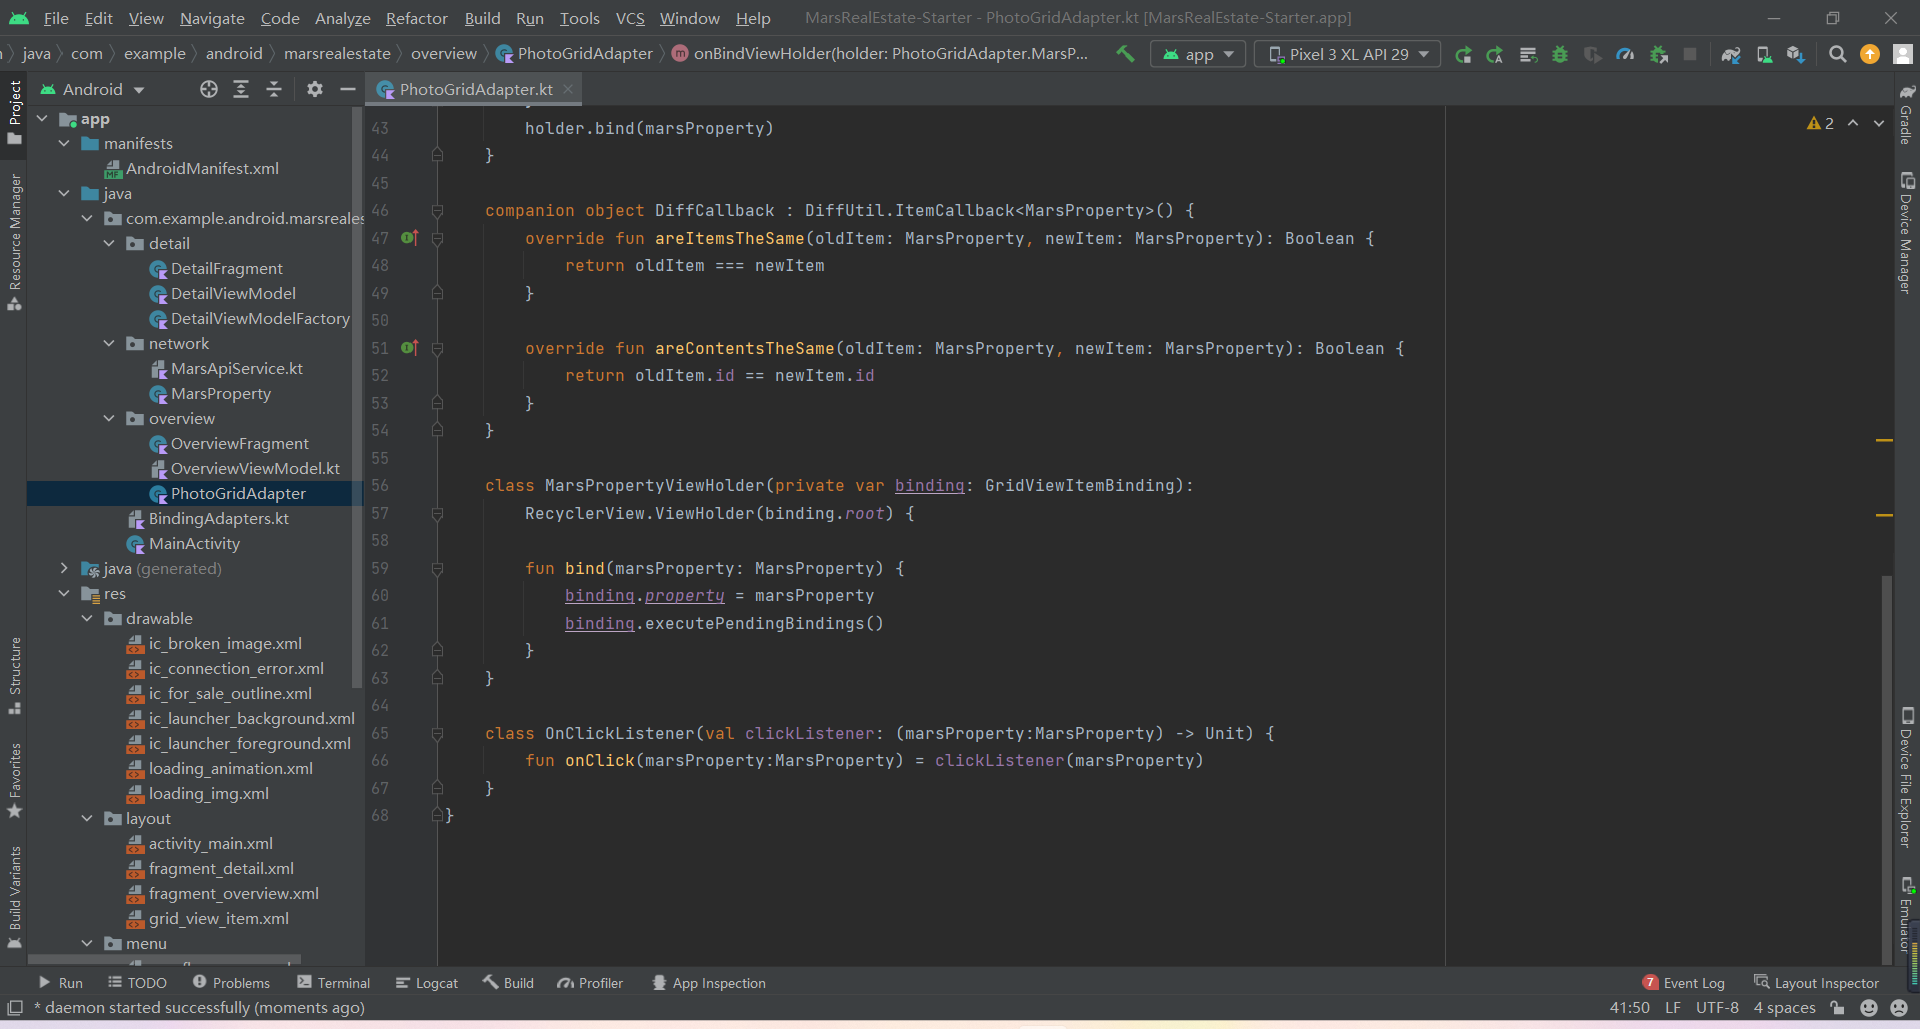 File Edit View Navigate Code Analyze Refactor Build Run Tools VCS Window Help MarsRealEstate-Starter - PhotoGridAdapter.kt [MarsRealEstate-Starter.app]
java com example android marsrealestate overview PhotoGridAdapter m onBindViewHolder(holder: PhotoGridAdapter.MarsP... app Pixel 3 XL API 29
Android
PhotoGridAdapter.kt
Project
Resource Manager
Structure
Favorites
Build Variants
app
manifests
AndroidManifest.xml
java
com.example.android.marsreales
detail
DetailFragment
DetailViewModel
DetailViewModelFactory
network
MarsApiService.kt
MarsProperty
overview
OverviewFragment
OverviewViewModel.kt
PhotoGridAdapter
BindingAdapters.kt
MainActivity
java (generated)
res
drawable
ic_broken_image.xml
ic_connection_error.xml
ic_for_sale_outline.xml
ic_launcher_background.xml
ic_launcher_foreground.xml
loading_animation.xml
loading_img.xml
layout
activity_main.xml
fragment_detail.xml
fragment_overview.xml
grid_view_item.xml
menu
2
43 holder.bind(marsProperty)
44 }
45
46 companion object DiffCallback : DiffUtil.ItemCallback<MarsProperty>() {
47 override fun areItemsTheSame(oldItem: MarsProperty, newItem: MarsProperty): Boolean {
48 return oldItem === newItem
49 }
50
51 override fun areContentsTheSame(oldItem: MarsProperty, newItem: MarsProperty): Boolean {
52 return oldItem.id == newItem.id
53 }
54 }
55
56 class MarsPropertyViewHolder(private var binding: GridViewItemBinding):
57 RecyclerView.ViewHolder(binding.root) {
58
59 fun bind(marsProperty: MarsProperty) {
60 binding.property = marsProperty
61 binding.executePendingBindings()
62 }
63 }
64
65 class OnClickListener(val clickListener: (marsProperty:MarsProperty) -> Unit) {
66 fun onClick(marsProperty:MarsProperty) = clickListener(marsProperty)
67 }
68 }
Gradle
Device Manager
Device File Explorer
Emulator
Run TODO Problems Terminal Logcat Build Profiler App Inspection 7 Event Log Layout Inspector
* daemon started successfully (moments ago) 41:50 LF UTF-8 4 spaces